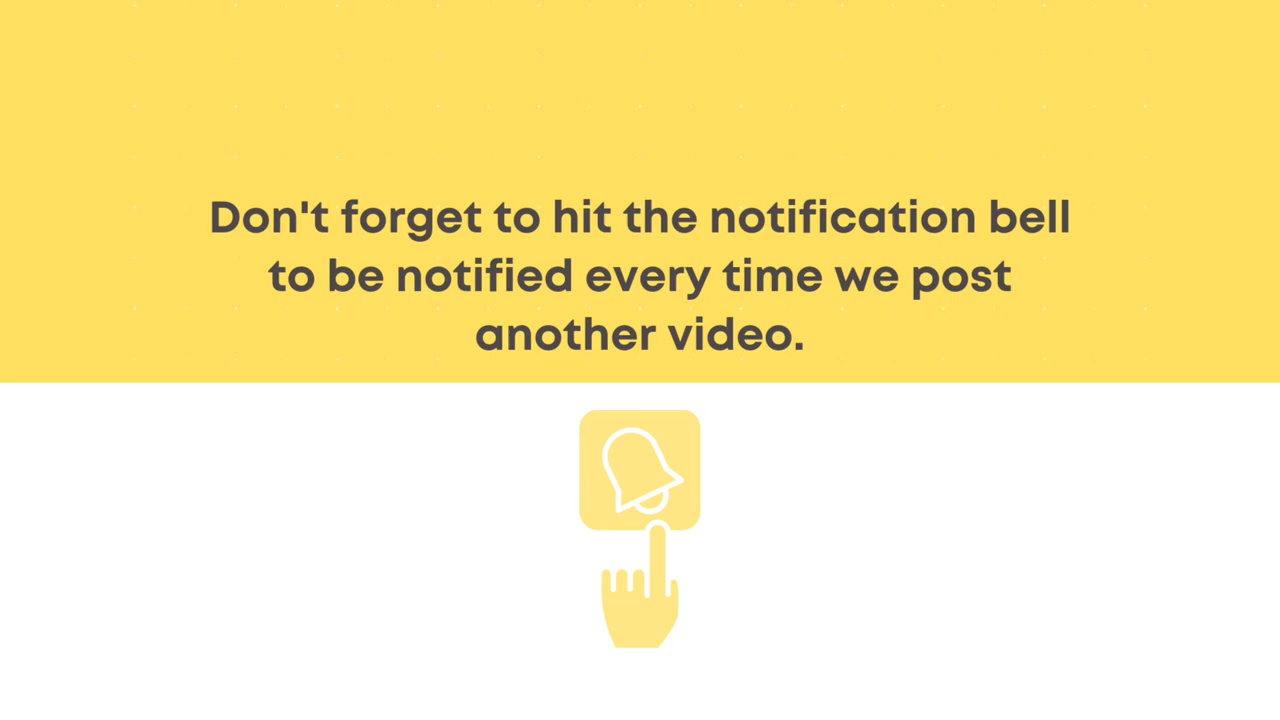 Don't forget to hit the notification bell
to be notified every time we post
another video.